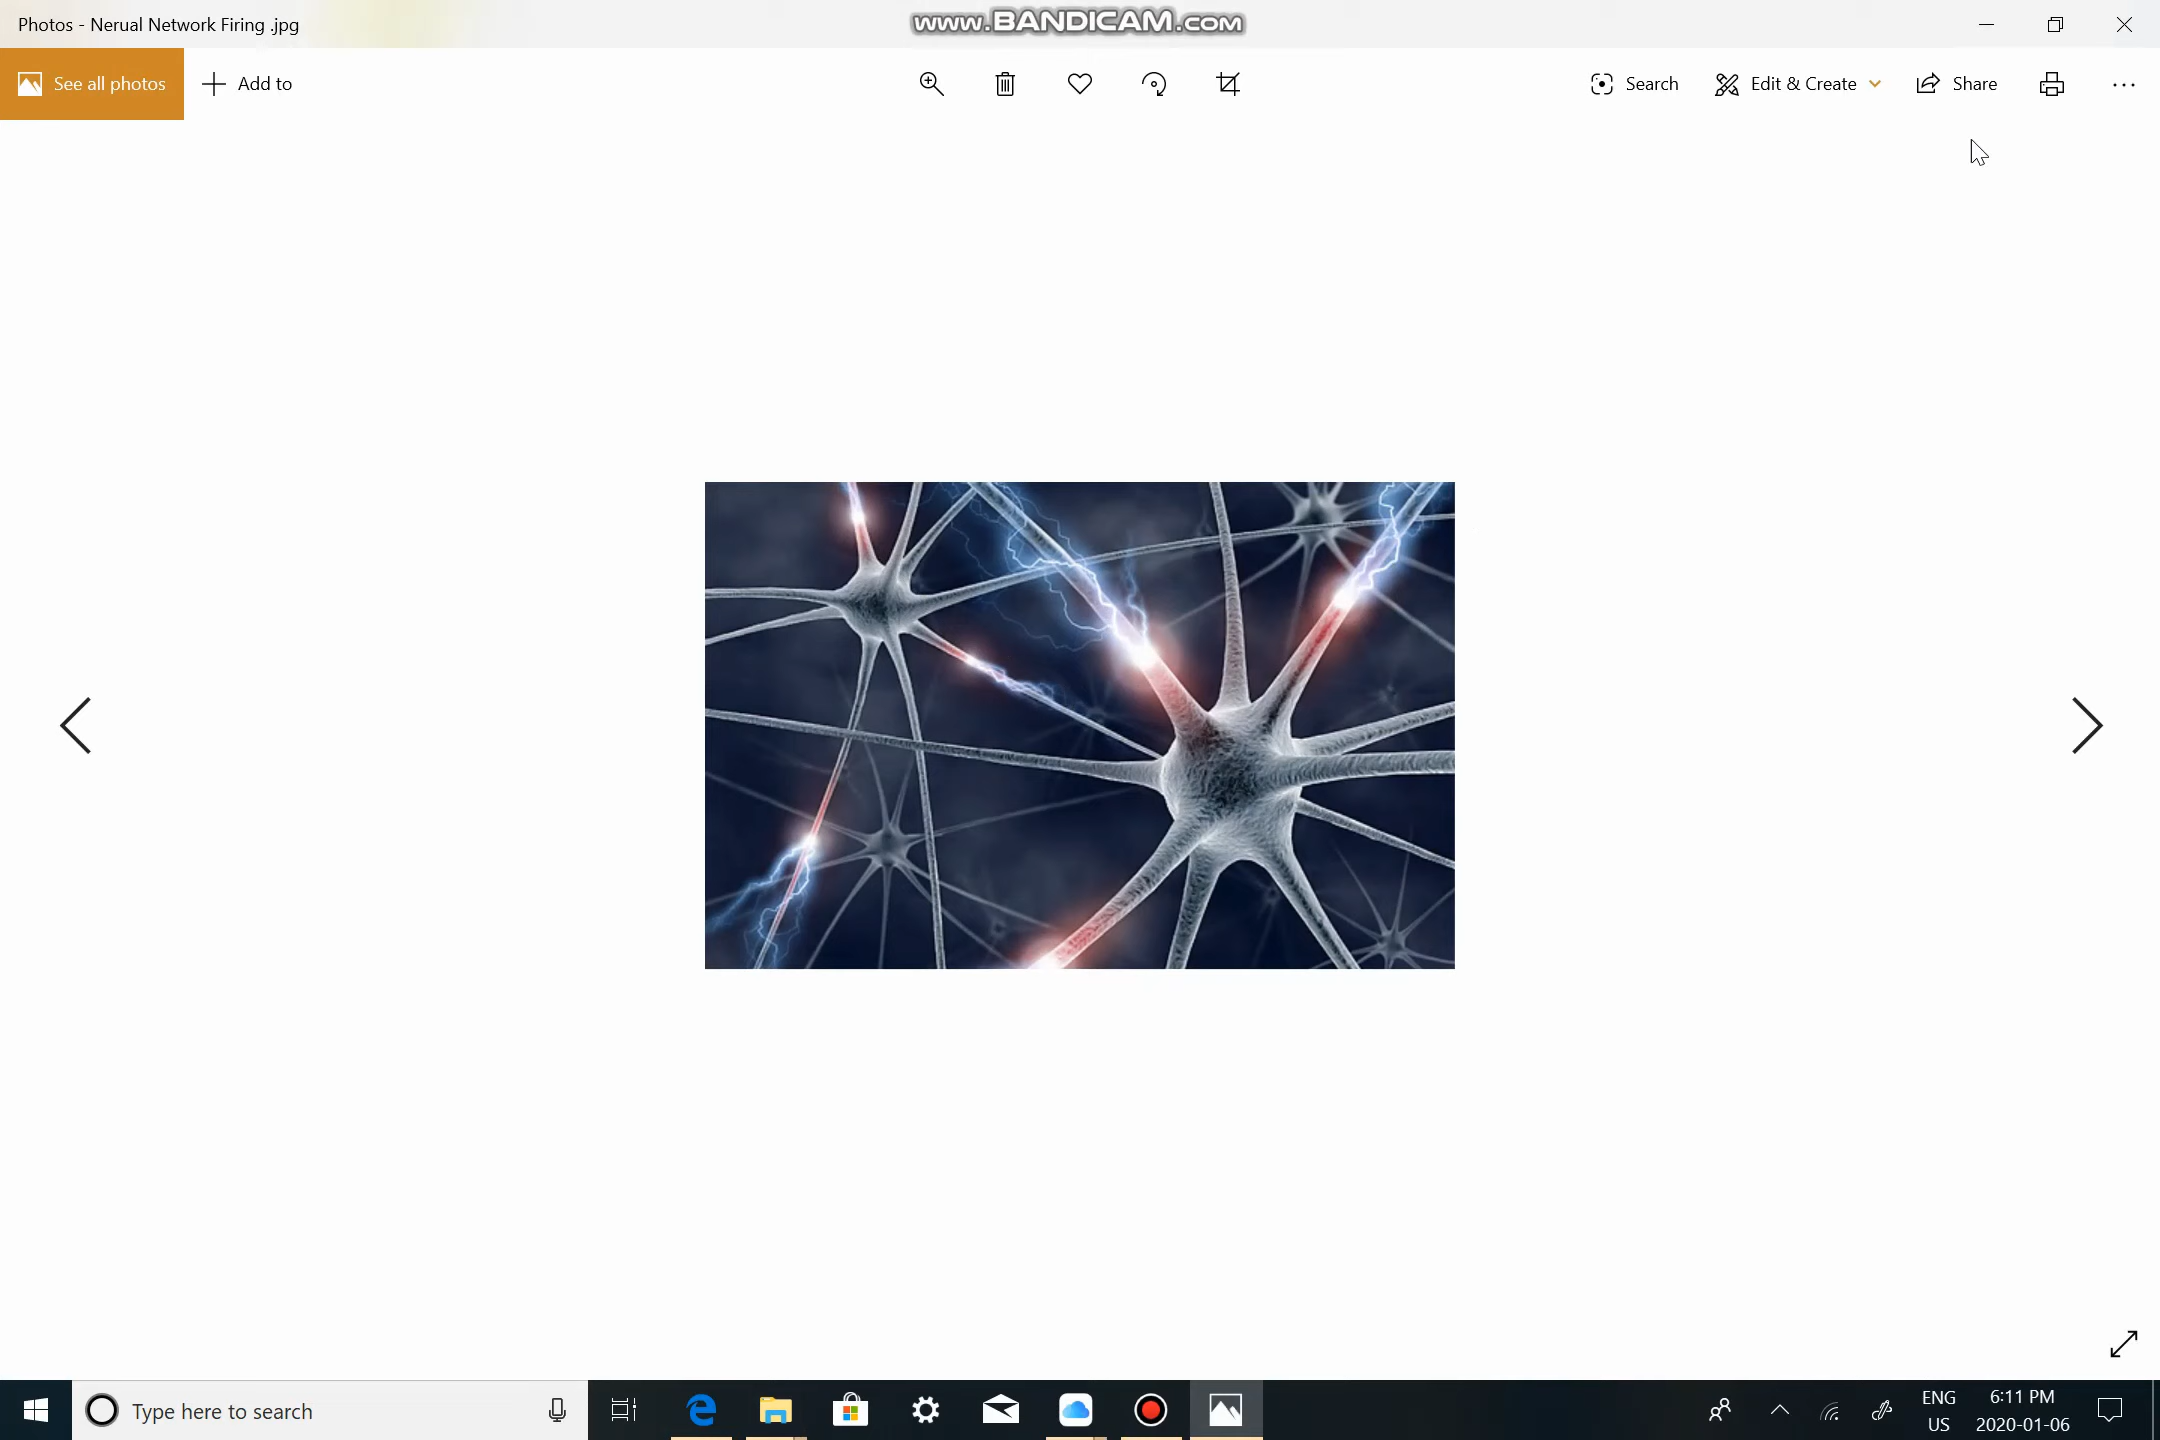 Photos - Nerual Network Firing .jpg
www.BANDICAM.com
See all photos
Add to
Search
Edit & Create
Share
Type here to search
ENG
US
6:11 PM
2020-01-06